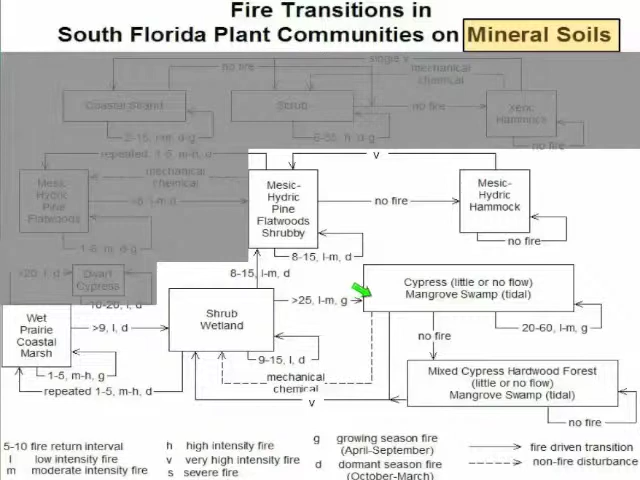 Fire Transitions in
South Florida Plant Communities on Mineral Soils
single v
no fire
mechanical
chemical
Coastal Strand
Scrub
no fire
Xeric
Hammock
no fire
repeated 1-5, m-h, d
v
mechanical
chemical
Mesic-
Hydric
Pine
Flatwoods
Mesic-
Hydric
Pine
Flatwoods
Shrubby
no fire
Mesic-
Hydric
Hammock
no fire
1-5, m, d-g
8-15, l-m, d
8-15, l-m, d
Dwarf
Cypress
10-20, l, d
Cypress (little or no flow)
Mangrove Swamp (tidal)
>25, l-m, g
20-60, l-m, g
Wet
Prairie
Coastal
Marsh
>9, l, d
Shrub
Wetland
no fire
9-15, l, d
1-5, m-h, g
mechanical
chemical
repeated 1-5, m-h, d
v
Mixed Cypress Hardwood Forest
(little or no flow)
Mangrove Swamp (tidal)
no fire
5-10 fire return interval
l low intensity fire
m moderate intensity fire
h high intensity fire
v very high intensity fire
s severe fire
g growing season fire
(April-September)
d dormant season fire
(October-March)
fire driven transition
non-fire disturbance